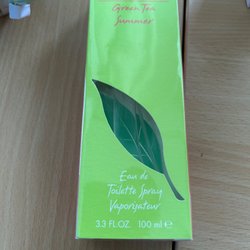 Green Tea
Summer
Eau de
Toilette Spray
Vaporisateur
3.3 FL.OZ. 100 ml e